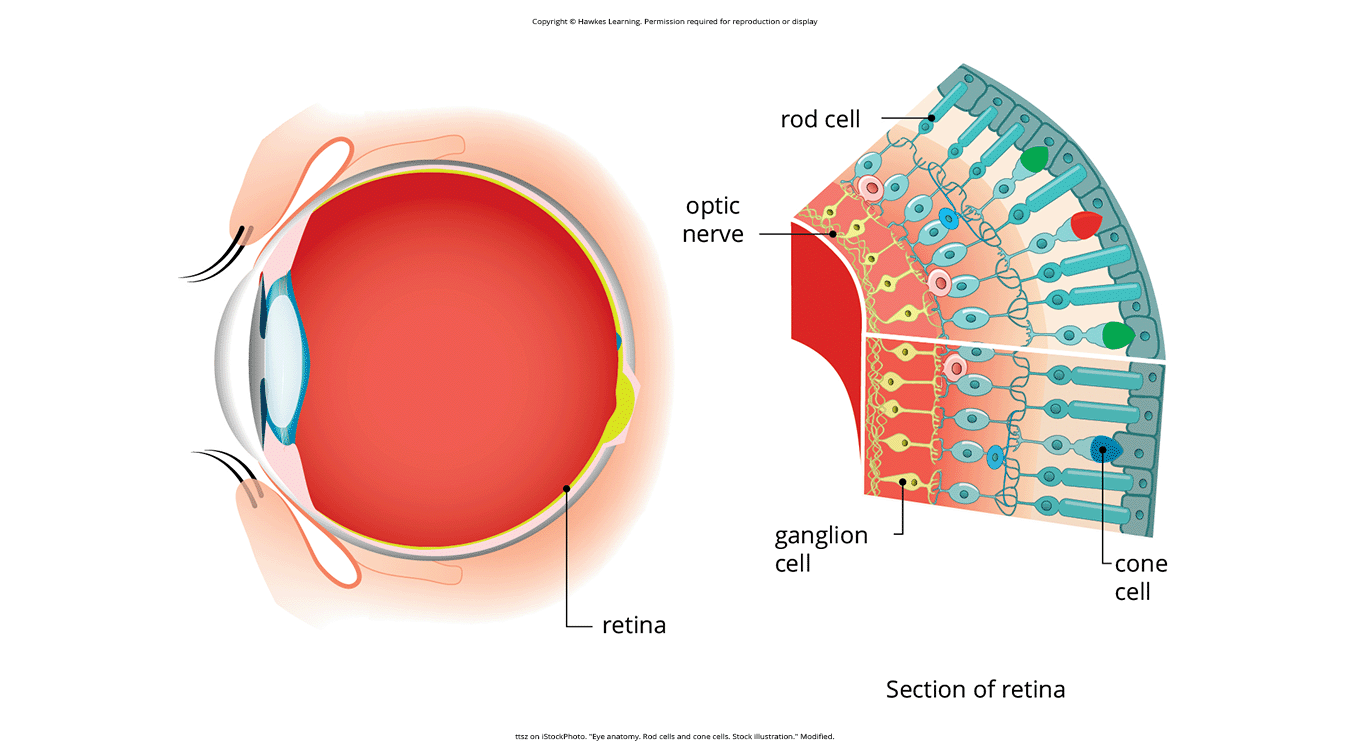 Copyright © Hawkes Learning. Permission required for reproduction or display
rod cell
optic
nerve
ganglion
cell
cone
cell
retina
Section of retina
ttsz on iStockPhoto. "Eye anatomy. Rod cells and cone cells. Stock illustration." Modified.